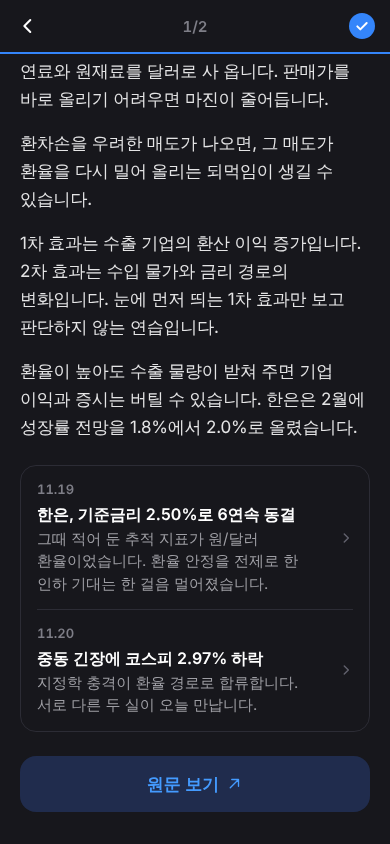 1/2
연료와 원재료를 달러로 사 옵니다. 판매가를
바로 올리기 어려우면 마진이 줄어듭니다.
환차손을 우려한 매도가 나오면, 그 매도가
환율을 다시 밀어 올리는 되먹임이 생길 수
있습니다.
1차 효과는 수출 기업의 환산 이익 증가입니다.
2차 효과는 수입 물가와 금리 경로의
변화입니다. 눈에 먼저 띄는 1차 효과만 보고
판단하지 않는 연습입니다.
환율이 높아도 수출 물량이 받쳐 주면 기업
이익과 증시는 버틸 수 있습니다. 한은은 2월에
성장률 전망을 1.8%에서 2.0%로 올렸습니다.
11.19
한은, 기준금리 2.50%로 6연속 동결
그때 적어 둔 추적 지표가 원/달러
환율이었습니다. 환율 안정을 전제로 한
인하 기대는 한 걸음 멀어졌습니다.
11.20
중동 긴장에 코스피 2.97% 하락
지정학 충격이 환율 경로로 합류합니다.
서로 다른 두 실이 오늘 만납니다.
원문 보기 ↗